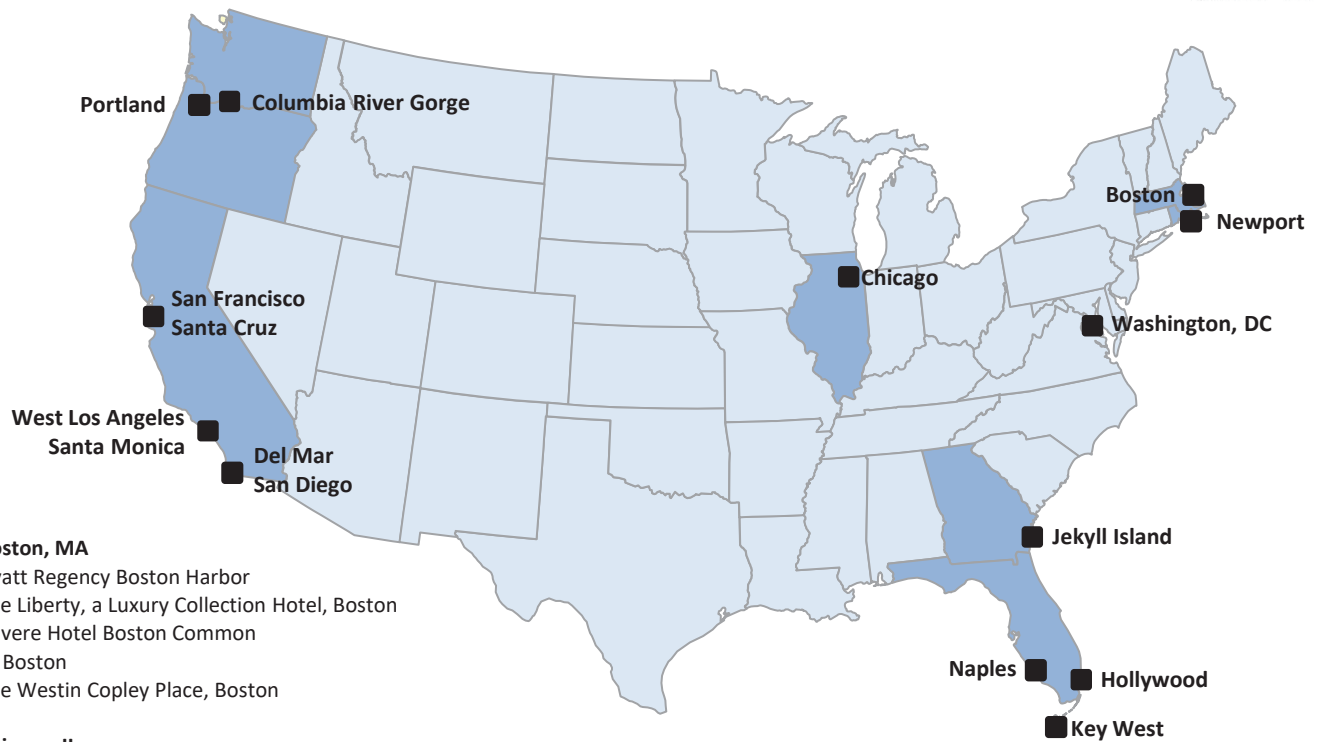 Portland
Columbia River Gorge
Boston
Newport
Chicago
San Francisco
Santa Cruz
Washington, DC
West Los Angeles
Santa Monica
Del Mar
San Diego
Jekyll Island
Naples
Hollywood
Key West
ston, MA
att Regency Boston Harbor
e Liberty, a Luxury Collection Hotel, Boston
vere Hotel Boston Common
Boston
e Westin Copley Place, Boston